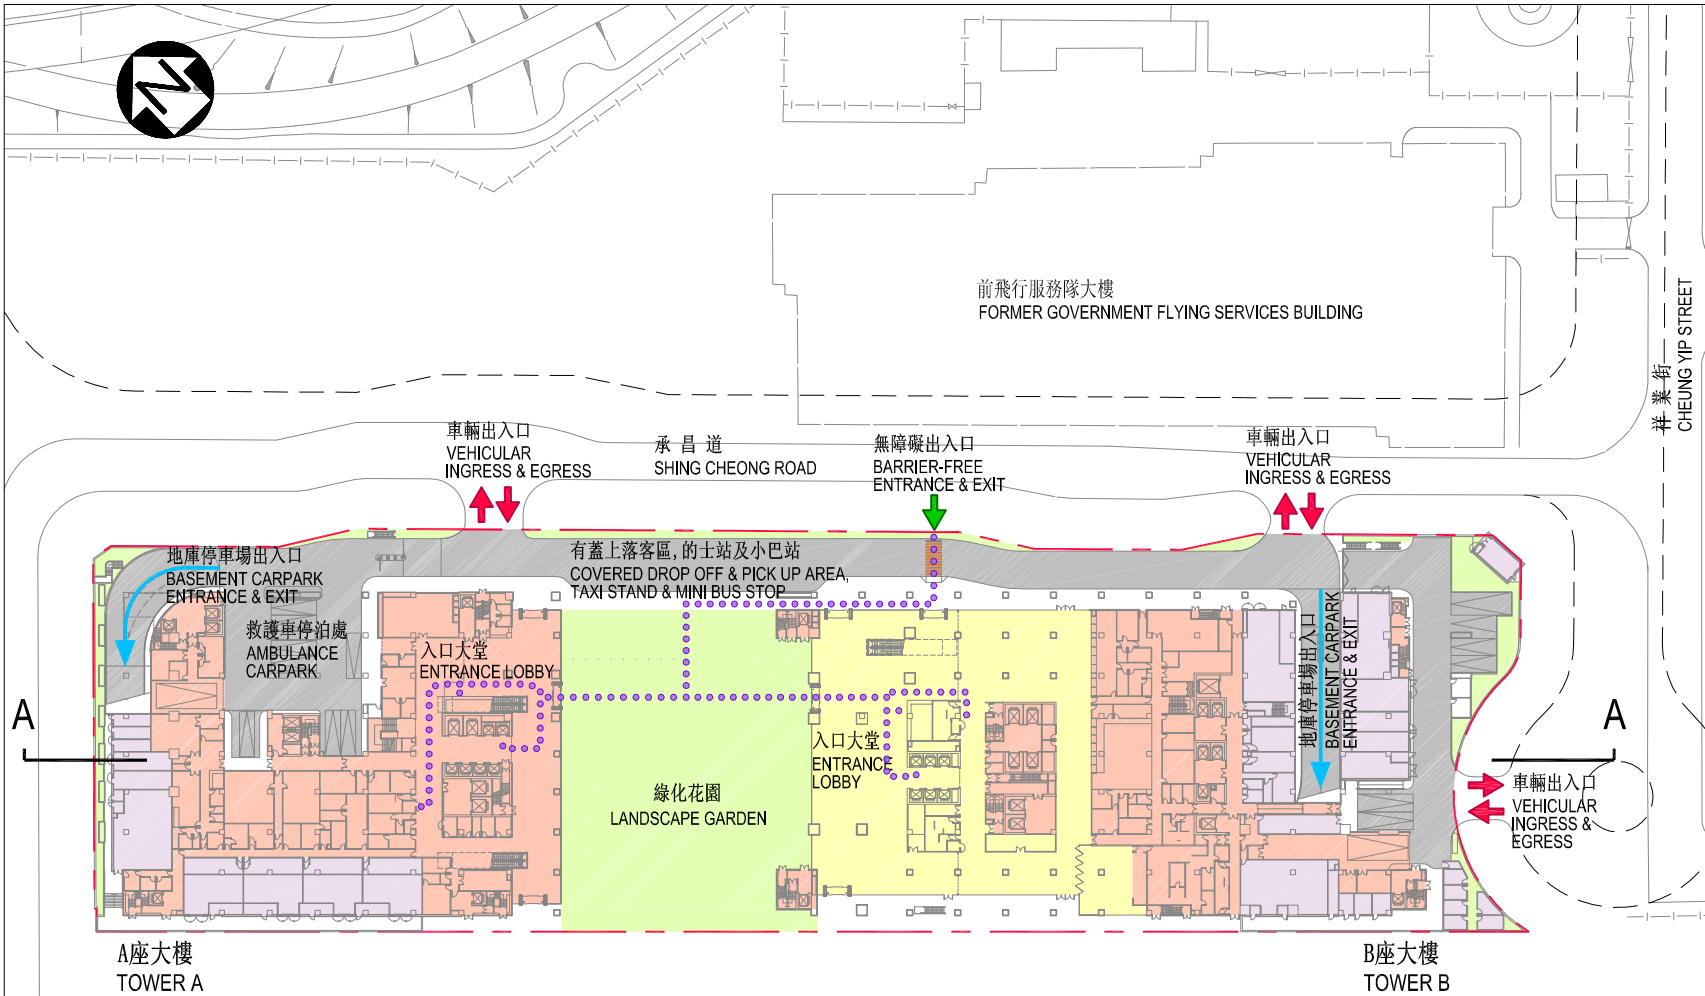 N
前飛行服務隊大樓
FORMER GOVERNMENT FLYING SERVICES BUILDING
祥業街
CHEUNG YIP STREET
車輛出入口
VEHICULAR
INGRESS & EGRESS
承昌道
SHING CHEONG ROAD
無障礙出入口
BARRIER-FREE
ENTRANCE & EXIT
車輛出入口
VEHICULAR
INGRESS & EGRESS
地庫停車場出入口
BASEMENT CARPARK
ENTRANCE & EXIT
有蓋上落客區, 的士站及小巴站
COVERED DROP OFF & PICK UP AREA,
TAXI STAND & MINI BUS STOP
救護車停泊處
AMBULANCE
CARPARK
入口大堂
ENTRANCE LOBBY
地庫停車場出入口
BASEMENT CARPARK
ENTRANCE & EXIT
A
A
入口大堂
ENTRANCE
LOBBY
綠化花園
LANDSCAPE GARDEN
車輛出入口
VEHICULAR
INGRESS &
EGRESS
A座大樓
TOWER A
B座大樓
TOWER B